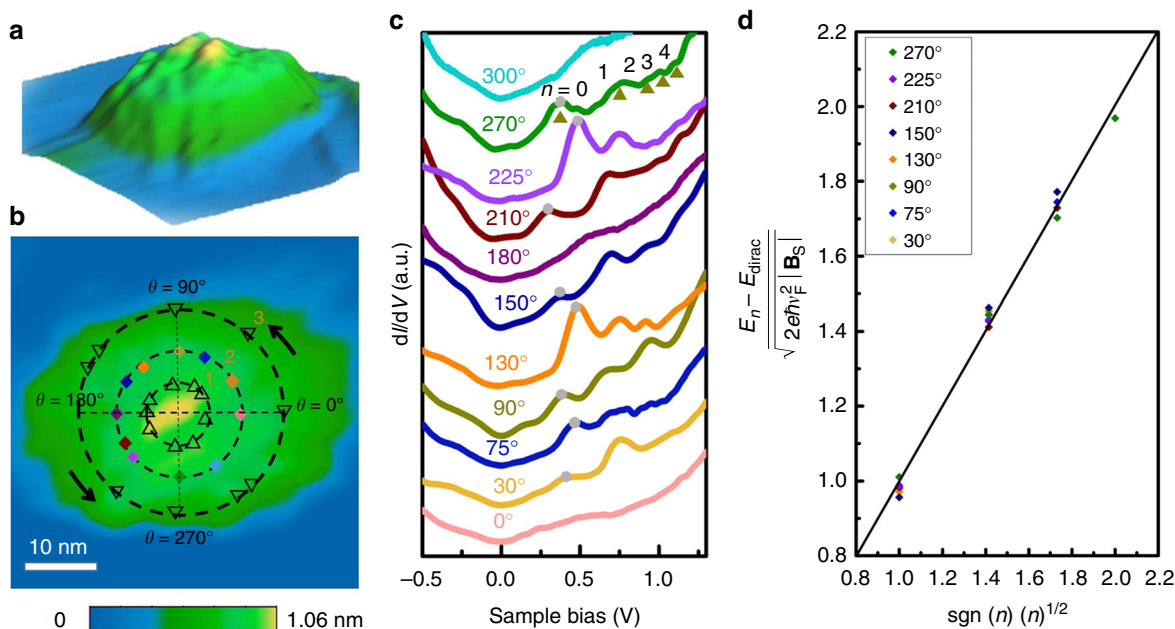 a
b
θ = 90°
3
2
1
θ = 180°
θ = 0°
θ = 270°
10 nm
0 1.06 nm
c
300°
n = 0 1 2 3 4
270°
225°
210°
180°
150°
130°
90°
75°
30°
0°
dI/dV (a.u.)
−0.5 0.0 0.5 1.0
Sample bias (V)
d
2.2
2.0
1.8
1.6
1.4
1.2
1.0
0.8
270°
225°
210°
150°
130°
90°
75°
30°
Eₙ − E_dirac
√2eħv_F²|B_S|
0.8 1.0 1.2 1.4 1.6 1.8 2.0 2.2
sgn (n) (n)^1/2